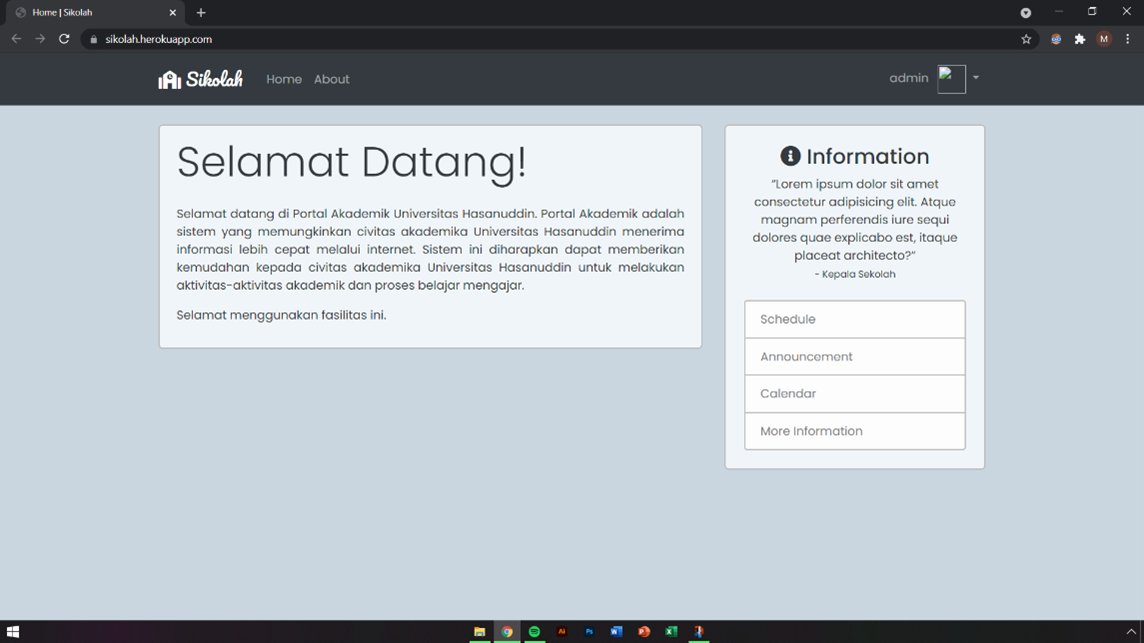 Home | Sikolah
sikolah.herokuapp.com
M
Sikolah
Home
About
admin
Selamat Datang!
Selamat datang di Portal Akademik Universitas Hasanuddin. Portal Akademik adalah
sistem yang memungkinkan civitas akademika Universitas Hasanuddin menerima
informasi lebih cepat melalui internet. Sistem ini diharapkan dapat memberikan
kemudahan kepada civitas akademika Universitas Hasanuddin untuk melakukan
aktivitas-aktivitas akademik dan proses belajar mengajar.
Selamat menggunakan fasilitas ini.
Information
“Lorem ipsum dolor sit amet
consectetur adipisicing elit. Atque
magnam perferendis iure sequi
dolores quae explicabo est, itaque
placeat architecto?”
- Kepala Sekolah
Schedule
Announcement
Calendar
More Information
Ai
Ps